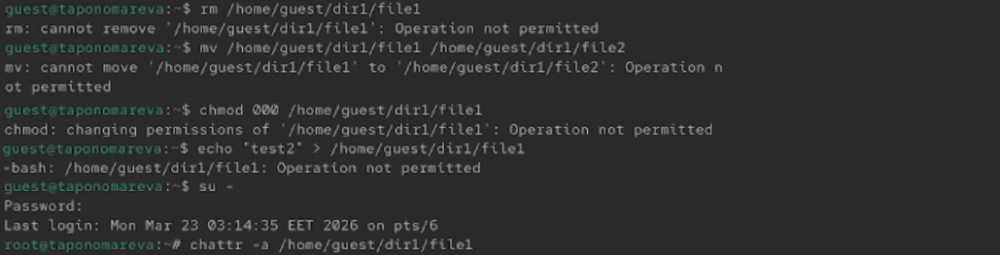 guest@taponomareva:~$ rm /home/guest/dir1/file1
rm: cannot remove '/home/guest/dir1/file1': Operation not permitted
guest@taponomareva:~$ mv /home/guest/dir1/file1 /home/guest/dir1/file2
mv: cannot move '/home/guest/dir1/file1' to '/home/guest/dir1/file2': Operation n
ot permitted
guest@taponomareva:~$ chmod 000 /home/guest/dir1/file1
chmod: changing permissions of '/home/guest/dir1/file1': Operation not permitted
guest@taponomareva:~$ echo "test2" > /home/guest/dir1/file1
-bash: /home/guest/dir1/file1: Operation not permitted
guest@taponomareva:~$ su -
Password:
Last login: Mon Mar 23 03:14:35 EET 2026 on pts/6
root@taponomareva:~# chattr -a /home/guest/dir1/file1